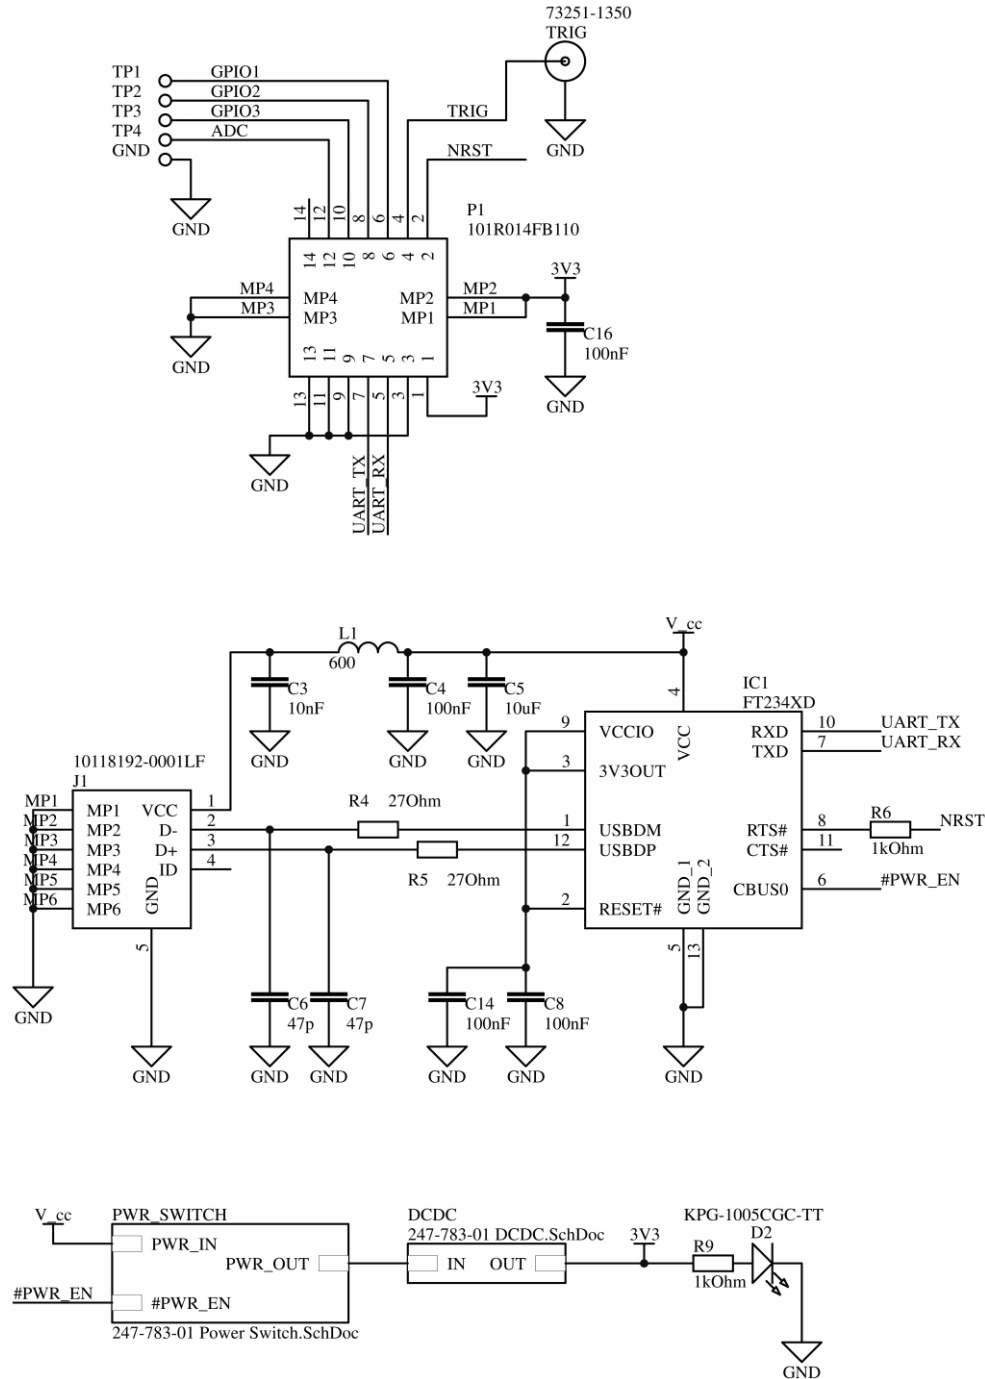 73251-1350
TRIG
TP1 GPIO1
TP2 GPIO2
TP3 GPIO3 TRIG
TP4 ADC
GND NRST
GND
GND
14 12 10 8 6 4 2
P1
101R014FB110
14 12 10 8 6 4 2
3V3
MP4 MP4 MP2 MP2
MP3 MP3 MP1 MP1
C16
100nF
GND
13 11 9 7 5 3 1
13 11 9 7 5 3 1
3V3
GND
GND
UART_TX
UART_RX
V_cc
L1
600
C3
10nF
C4
100nF
C5
10uF
4
IC1
FT234XD
GND
GND
GND
9 VCCIO VCC RXD 10 UART_TX
TXD 7 UART_RX
3 3V3OUT
10118192-0001LF
J1
MP1 MP1 VCC 1
MP2 MP2 D- 2
MP3 MP3 D+ 3
MP4 MP4 ID 4
MP5 MP5 GND
MP6 MP6
R4 27Ohm
R5 27Ohm
1 USBDM RTS# 8 R6 NRST
12 USBDP CTS# 11 1kOhm
GND_1
GND_2
CBUS0 6 #PWR_EN
2 RESET#
5
5
13
GND
C6
47p
C7
47p
C14
100nF
C8
100nF
GND
GND
GND
GND
GND
GND
V_cc
PWR_SWITCH
PWR_IN
PWR_OUT
#PWR_EN
#PWR_EN
247-783-01 Power Switch.SchDoc
DCDC
247-783-01 DCDC.SchDoc
IN OUT
3V3
KPG-1005CGC-TT
D2
R9
1kOhm
GND